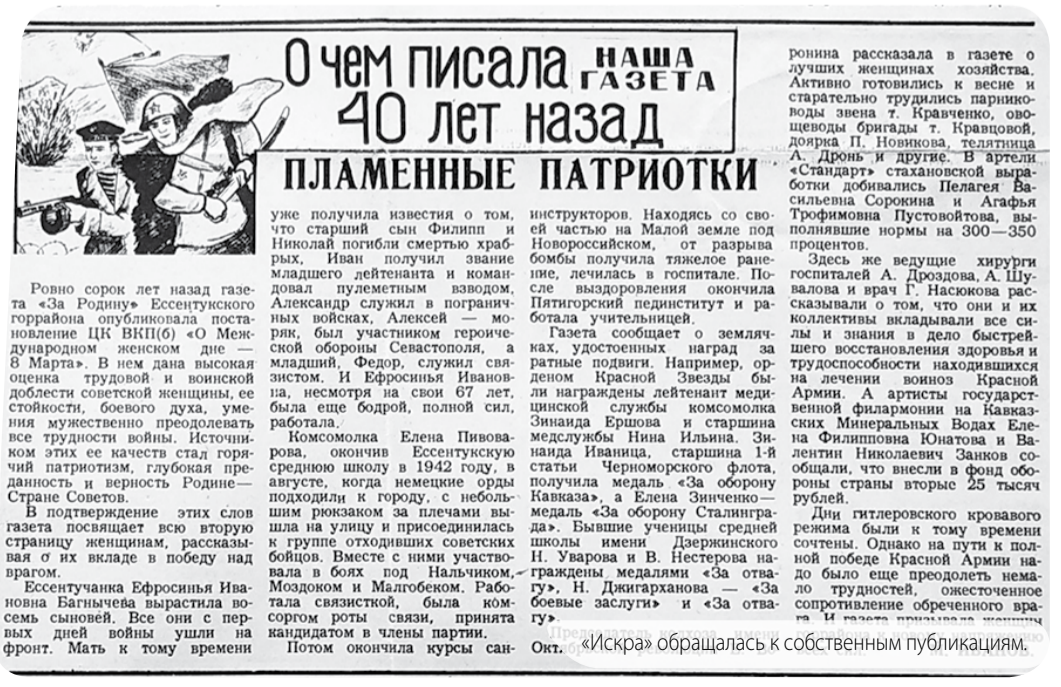 О чем писала НАША ГАЗЕТА
40 лет назад
ПЛАМЕННЫЕ ПАТРИОТКИ
Ровно сорок лет назад газе-
та «За Родину» Ессентукского
горрайона опубликовала поста-
новление ЦК ВКП(б) «О Меж-
дународном женском дне —
8 Марта». В нем дана высокая
оценка трудовой и воинской
доблести советской женщины, ее
стойкости, боевого духа, уме-
ния мужественно преодолевать
все трудности войны. Источни-
ком этих ее качеств стал горя-
чий патриотизм, глубокая пре-
данность и верность Родине—
Стране Советов.
В подтверждение этих слов
газета посвящает всю вторую
страницу женщинам, рассказы-
вая о их вкладе в победу над
врагом.
Ессентучанка Ефросинья Ива-
новна Багнычева вырастила во-
семь сыновей. Все они с пер-
вых дней войны ушли на
фронт. Мать к тому времени
уже получила известия о том,
что старший сын Филипп и
Николай погибли смертью храб-
рых, Иван получил звание
младшего лейтенанта и коман-
довал пулеметным взводом,
Александр служил в погранич-
ных войсках, Алексей — мо-
ряк, был участником героиче-
ской обороны Севастополя, а
младший, Федор, служил свя-
зистом. И Ефросинья Иванов-
на, несмотря на свои 67 лет,
была еще бодрой, полной сил,
работала.
Комсомолка Елена Пивова-
рова, окончив Ессентукскую
среднюю школу в 1942 году, в
августе, когда немецкие орды
подходили к городу, с неболь-
шим рюкзаком за плечами вы-
шла на улицу и присоединилась
к группе отходивших советских
бойцов. Вместе с ними участво-
вала в боях под Нальчиком,
Моздоком и Малгобеком. Рабо-
тала связисткой, была ком-
соргом роты связи, принята
кандидатом в члены партии.
Потом окончила курсы сан-
инструкторов. Находясь со сво-
ей частью на Малой земле под
Новороссийском, от разрыва
бомбы получила тяжелое ране-
ние, лечилась в госпитале. По-
сле выздоровления окончила
Пятигорский пединститут и ра-
ботала учительницей.
Газета сообщает о земляч-
ках, удостоенных наград за
ратные подвиги. Например, ор-
деном Красной Звезды бы-
ли награждены лейтенант меди-
цинской службы комсомолка
Зинаида Ершова и старшина
медслужбы Нина Ильина. Зи-
наида Иваница, старшина 1-й
статьи Черноморского флота,
получила медаль «За оборону
Кавказа», а Елена Зинченко—
медаль «За оборону Сталингра-
да». Бывшие ученицы средней
школы имени Дзержинского
Н. Уварова и В. Нестерова на-
граждены медалями «За отва-
гу», Н. Джигарханова — «За
боевые заслуги» и «За отва-
гу».
Председатель колхоза имени
Окт.
ронина рассказала в газете о
лучших женщинах хозяйства.
Активно готовились к весне и
старательно трудились парнико-
воды звена т. Кравченко, ово-
щеводы бригады т. Кравцовой,
доярка П. Новикова, телятница
А. Дронь и другие. В артели
«Стандарт» стахановской выра-
ботки добивались Пелагея Ва-
сильевна Сорокина и Агафья
Трофимовна Пустовойтова, вы-
полнявшие нормы на 300—350
процентов.
Здесь же ведущие хирурги
госпиталей А. Дроздова, А. Шу-
валова и врач Г. Насюкова рас-
сказывали о том, что они и их
коллективы вкладывали все си-
лы и знания в дело быстрей-
шего восстановления здоровья и
трудоспособности находившихся
на лечении воинов Красной
Армии. А артисты государст-
венной филармонии на Кавказ-
ских Минеральных Водах Еле-
на Филипповна Юнатова и Ва-
лентин Николаевич Занков со-
общали, что внесли в фонд обо-
роны страны вторые 25 тысяч
рублей.
Дни гитлеровского кровавого
режима были к тому времени
сочтены. Однако на пути к пол-
ной победе Красной Армии на-
до было еще преодолеть нема-
ло трудностей, ожесточенное
сопротивление обреченного вра-
га. И газета призывала женщин
«Искра» обращалась к собственным публикациям.